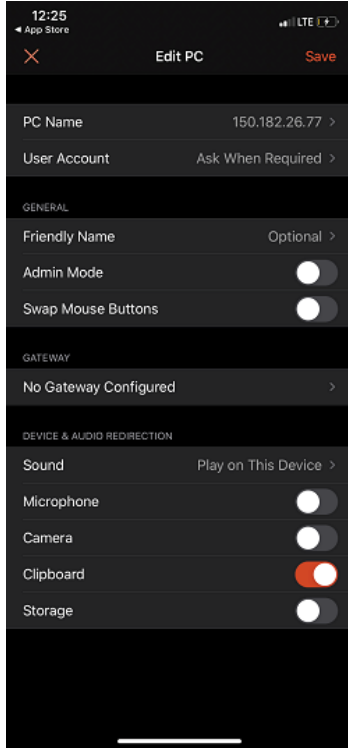 12:25
LTE
◀ App Store
Edit PC
Save
PC Name 150.182.26.77 >
User Account Ask When Required >
GENERAL
Friendly Name Optional >
Admin Mode
Swap Mouse Buttons
GATEWAY
No Gateway Configured >
DEVICE & AUDIO REDIRECTION
Sound Play on This Device >
Microphone
Camera
Clipboard
Storage